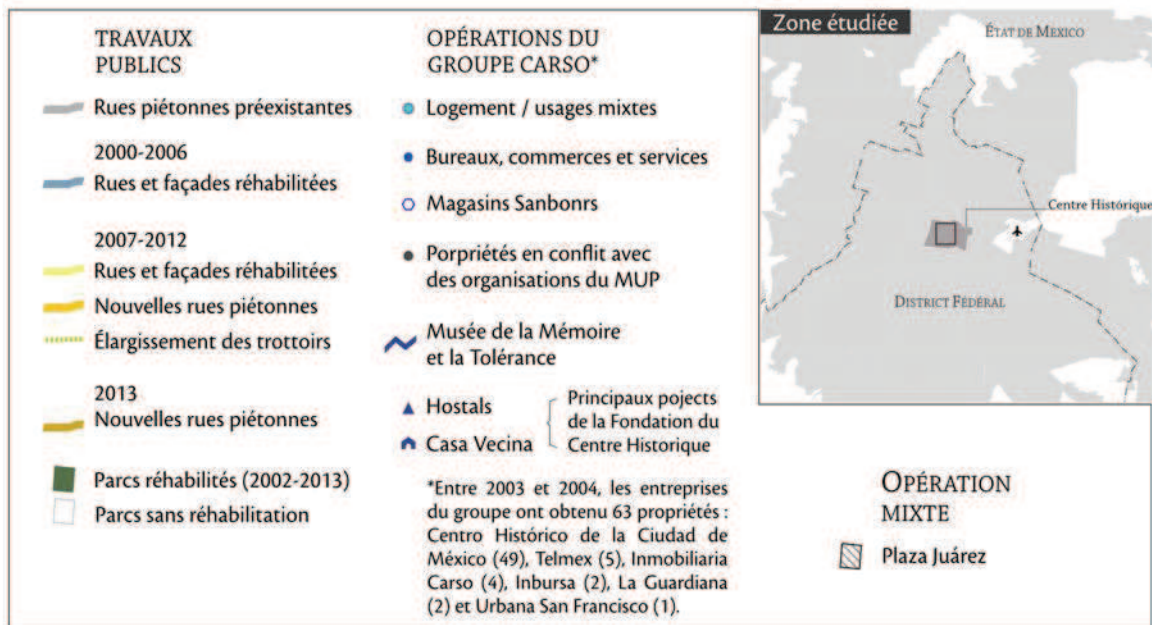 TRAVAUX
PUBLICS
Rues piétonnes préexistantes
2000-2006
Rues et façades réhabilitées
2007-2012
Rues et façades réhabilitées
Nouvelles rues piétonnes
Élargissement des trottoirs
2013
Nouvelles rues piétonnes
Parcs réhabilités (2002-2013)
Parcs sans réhabilitation
OPÉRATIONS DU
GROUPE CARSO*
Logement / usages mixtes
Bureaux, commerces et services
Magasins Sanbonrs
Porpriétés en conflit avec
des organisations du MUP
Musée de la Mémoire
et la Tolérance
Hostals
Casa Vecina
Principaux pojects
de la Fondation du
Centre Historique
*Entre 2003 et 2004, les entreprises
du groupe ont obtenu 63 propriétés :
Centro Histórico de la Ciudad de
México (49), Telmex (5), Inmobiliaria
Carso (4), Inbursa (2), La Guardiana
(2) et Urbana San Francisco (1).
Zone étudiée
ÉTAT DE MEXICO
Centre Historique
DISTRICT FÉDÉRAL
OPÉRATION
MIXTE
Plaza Juárez